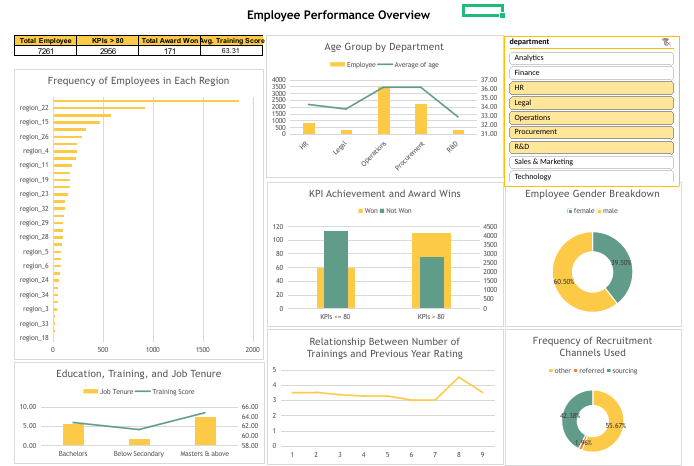 Employee Performance Overview
Total Employee KPIs > 80 Total Award Won Avg. Training Score
7261 2956 171 63.31
Frequency of Employees in Each Region
region_22
region_15
region_26
region_4
region_11
region_19
region_23
region_32
region_29
region_28
region_5
region_6
region_24
region_34
region_3
region_33
region_18
0 500 1000 1500 2000
Education, Training, and Job Tenure
Job Tenure Training Score
10.00 66.00
64.00
5.00 62.00
60.00
0.00 58.00
Bachelors Below Secondary Masters & above
Age Group by Department
Employee Average of age
4000 37.00
3500 36.00
3000 35.00
2500 34.00
2000 33.00
1500 32.00
1000 31.00
500
0
HR Legal Operations Procurement R&D
KPI Achievement and Award Wins
Won Not Won
120 4500
100 4000
80 3500
60 3000
40 2500
20 2000
0 1500
1000
500
0
KPIs <= 80 KPIs > 80
Relationship Between Number of
Trainings and Previous Year Rating
5
4
3
2
1
0
1 2 3 4 5 6 7 8 9
department
Analytics
Finance
HR
Legal
Operations
Procurement
R&D
Sales & Marketing
Technology
Employee Gender Breakdown
female male
39.50%
60.50%
Frequency of Recruitment
Channels Used
other referred sourcing
42.38%
55.67%
1.96%